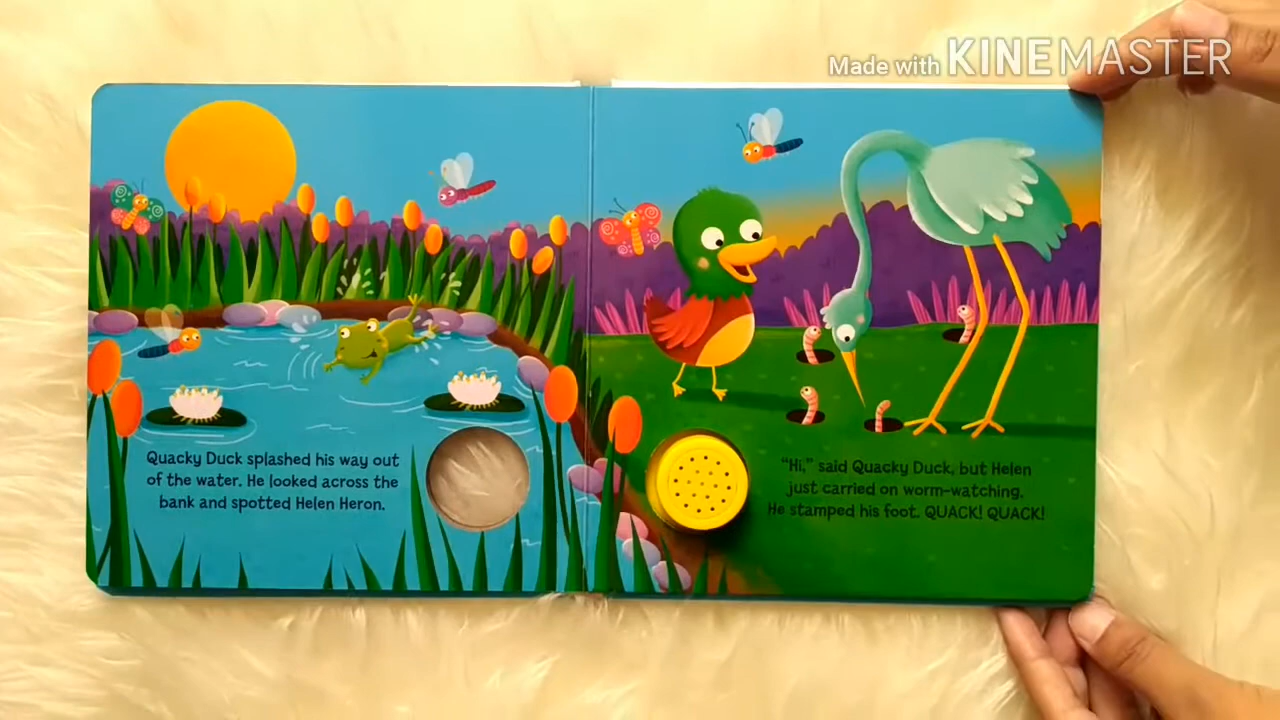 Made with KINEMASTER
Quacky Duck splashed his way out
of the water. He looked across the
bank and spotted Helen Heron.
“Hi,” said Quacky Duck, but Helen
just carried on worm-watching.
He stamped his foot. QUACK! QUACK!